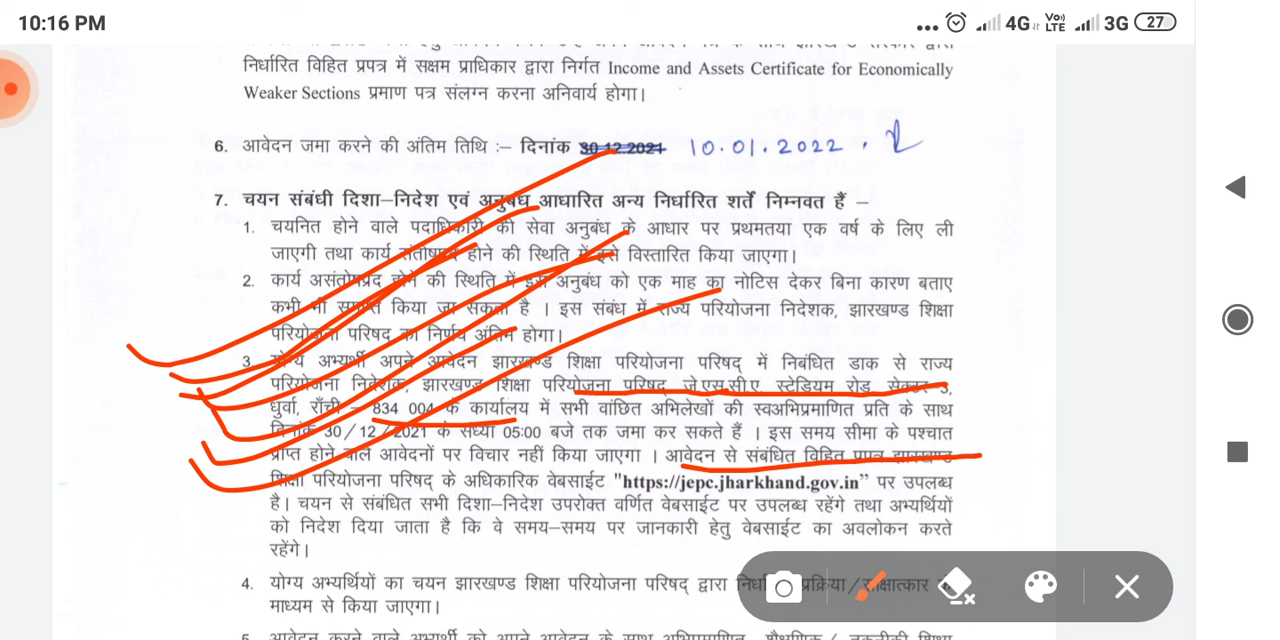 10:16 PM 4G Vo) LTE 3G 27
निर्धारित विहित प्रपत्र में सक्षम प्राधिकार द्वारा निर्गत Income and Assets Certificate for Economically
Weaker Sections प्रमाण पत्र संलग्न करना अनिवार्य होगा।
6. आवेदन जमा करने की अंतिम तिथि :– दिनांक 30.12.2021 10.01.2022.
7. चयन संबंधी दिशा–निदेश एवं अनुबंध आधारित अन्य निर्धारित शर्तें निम्नवत हैं –
1. चयनित होने वाले पदाधिकारी की सेवा अनुबंध के आधार पर प्रथमतया एक वर्ष के लिए ली
जाएगी तथा कार्य संतोषप्रद होने की स्थिति में इसे विस्तारित किया जाएगा।
2. कार्य असंतोषप्रद होने की स्थिति में इस अनुबंध को एक माह का नोटिस देकर बिना कारण बताए
कभी भी समाप्त किया जा सकता है । इस संबंध में राज्य परियोजना निदेशक, झारखण्ड शिक्षा
परियोजना परिषद का निर्णय अंतिम होगा।
3. योग्य अभ्यर्थी अपने आवेदन झारखण्ड शिक्षा परियोजना परिषद् में निबंधित डाक से राज्य
परियोजना निदेशक, झारखण्ड शिक्षा परियोजना परिषद् जे.एस.सी.ए. स्टेडियम रोड, सेक्टर 3,
धुर्वा, राँची – 834 004 के कार्यालय में सभी वांछित अभिलेखों की स्वअभिप्रमाणित प्रति के साथ
दिनांक 30/12/2021 के संध्या 05:00 बजे तक जमा कर सकते हैं । इस समय सीमा के पश्चात
प्राप्त होने वाले आवेदनों पर विचार नहीं किया जाएगा । आवेदन से संबंधित विहित प्रपत्र झारखण्ड
शिक्षा परियोजना परिषद के अधिकारिक वेबसाईट "https://jepc.jharkhand.gov.in" पर उपलब्ध
है। चयन से संबंधित सभी दिशा–निदेश उपरोक्त वर्णित वेबसाईट पर उपलब्ध रहेंगे तथा अभ्यर्थियों
को निदेश दिया जाता है कि वे समय–समय पर जानकारी हेतु वेबसाईट का अवलोकन करते
रहेंगे।
4. योग्य अभ्यर्थियों का चयन झारखण्ड शिक्षा परियोजना परिषद् द्वारा
माध्यम से किया जाएगा।